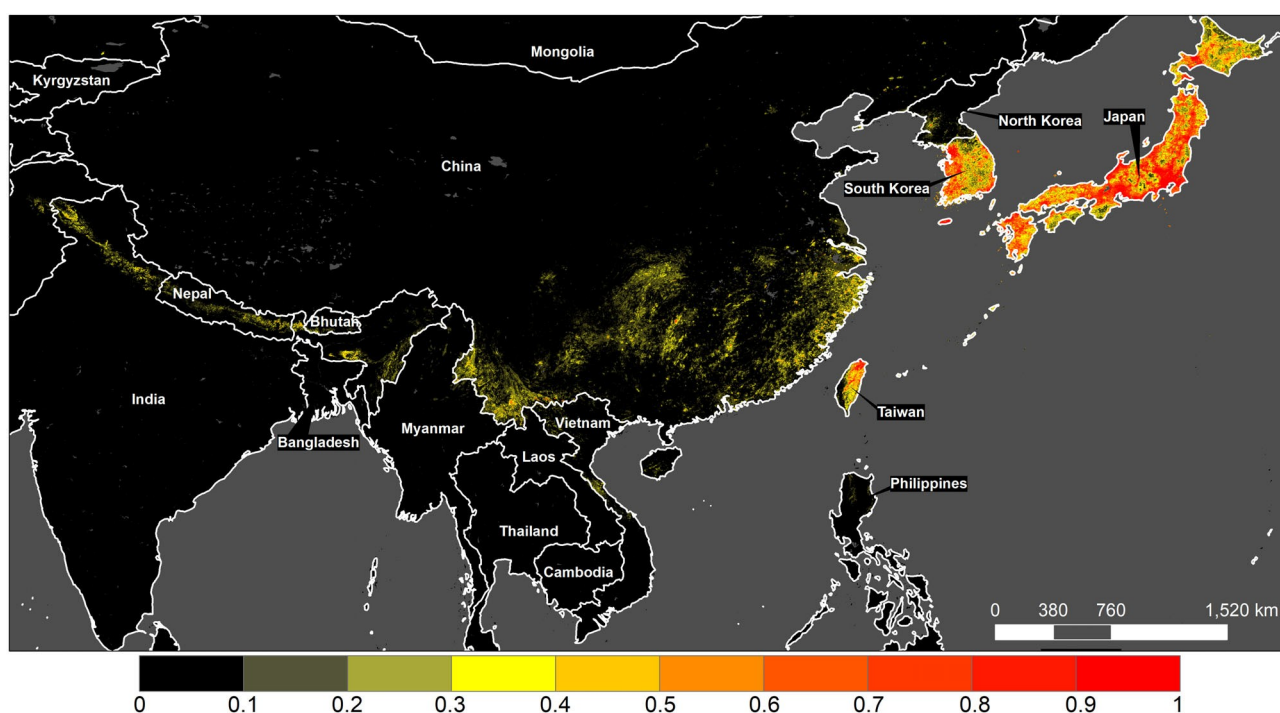 Mongolia
Kyrgyzstan
North Korea
Japan
China
South Korea
Nepal
Bhutan
India
Taiwan
Bangladesh
Myanmar
Vietnam
Laos
Philippines
Thailand
Cambodia
0 380 760 1,520 km
0 0.1 0.2 0.3 0.4 0.5 0.6 0.7 0.8 0.9 1